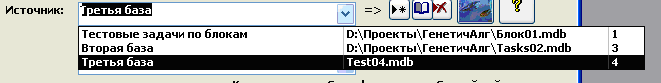 Источник: Третья база => ?
Тестовые задачи по блокам D:\Проекты\ГенетичАлг\Блок01.mdb 1
Вторая база D:\Проекты\ГенетичАлг\Tasks02.mdb 3
Третья база Test04.mdb 4